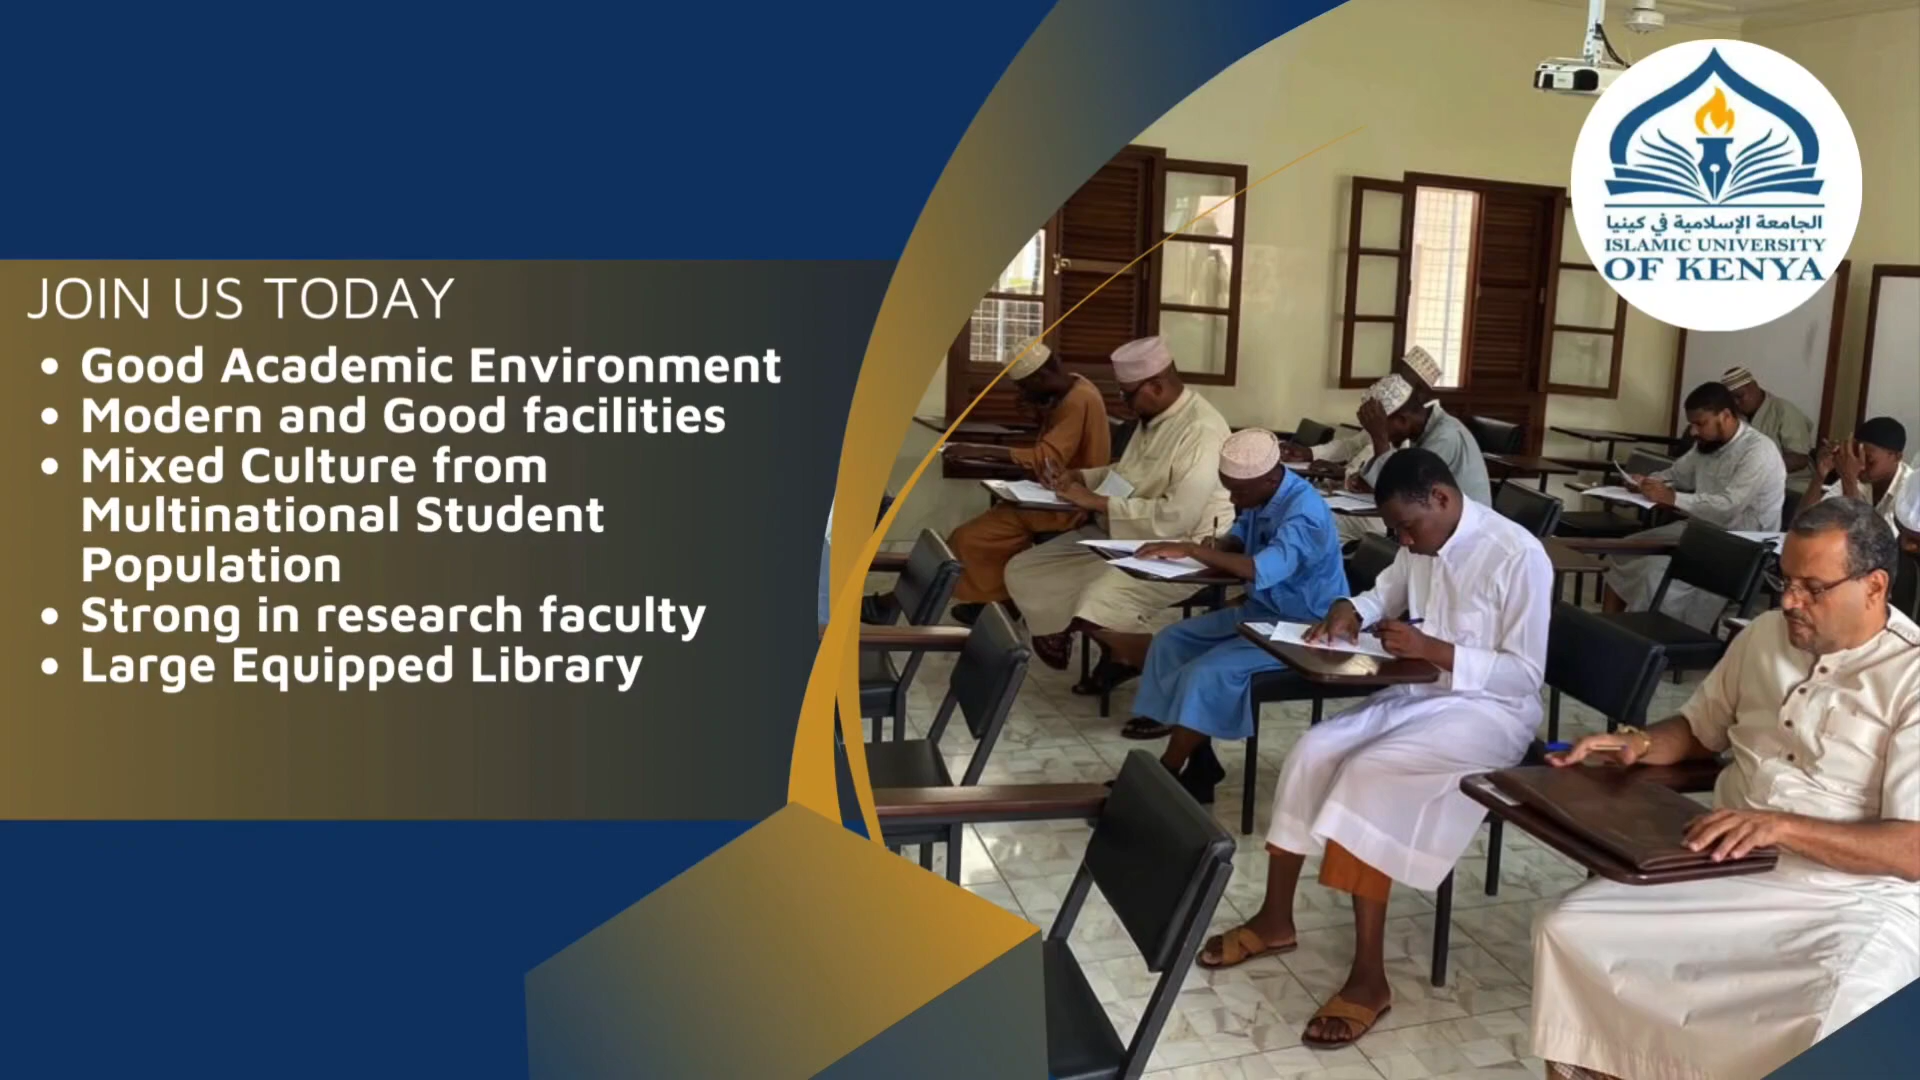 JOIN US TODAY
• Good Academic Environment
• Modern and Good facilities
• Mixed Culture from
Multinational Student
Population
• Strong in research faculty
• Large Equipped Library
الجامعة الإسلامية في كينيا
ISLAMIC UNIVERSITY
OF KENYA